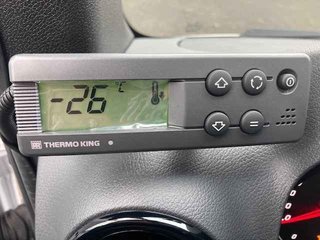 -26 °C
THERMO KING
=